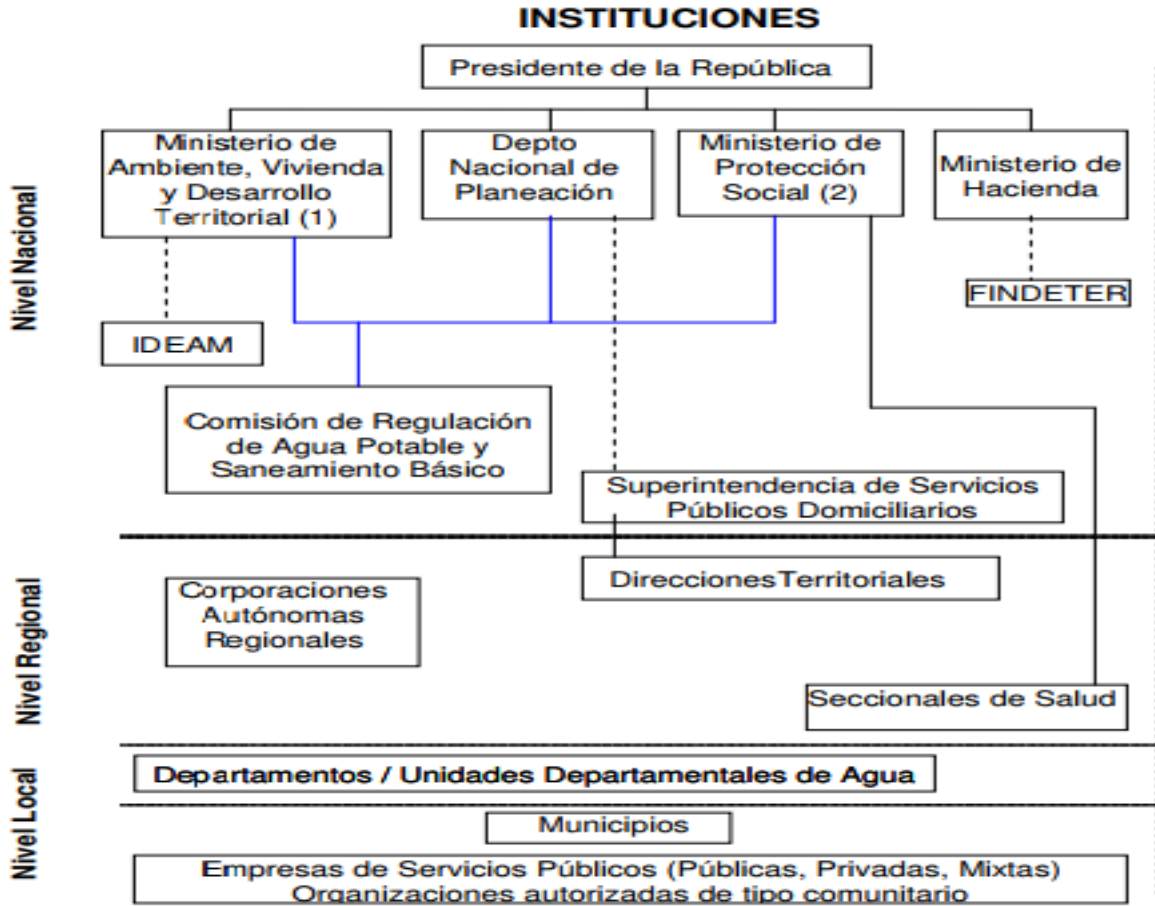 INSTITUCIONES
Presidente de la República
Ministerio de
Ambiente, Vivienda
y Desarrollo
Territorial (1)
Depto
Nacional de
Planeación
Ministerio de
Protección
Social (2)
Ministerio de
Hacienda
Nivel Nacional
FINDETER
IDEAM
Comisión de Regulación
de Agua Potable y
Saneamiento Básico
Superintendencia de Servicios
Públicos Domiciliarios
Nivel Regional
DireccionesTerritoriales
Corporaciones
Autónomas
Regionales
Seccionales de Salud
Nivel Local
Departamentos / Unidades Departamentales de Agua
Municipios
Empresas de Servicios Públicos (Públicas, Privadas, Mixtas)
Organizaciones autorizadas de tipo comunitario